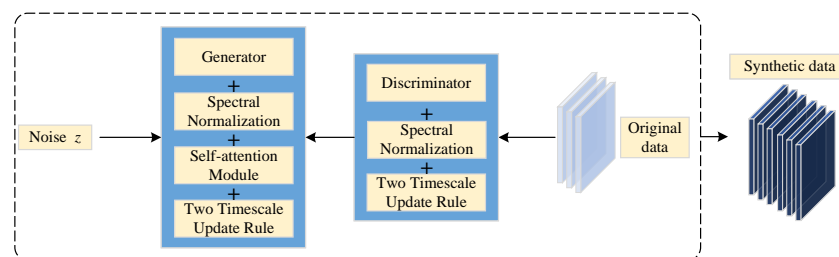 Noise z
Generator
+
Spectral
Normalization
+
Self-attention
Module
+
Two Timescale
Update Rule
Discriminator
+
Spectral
Normalization
+
Two Timescale
Update Rule
Original
data
Synthetic data